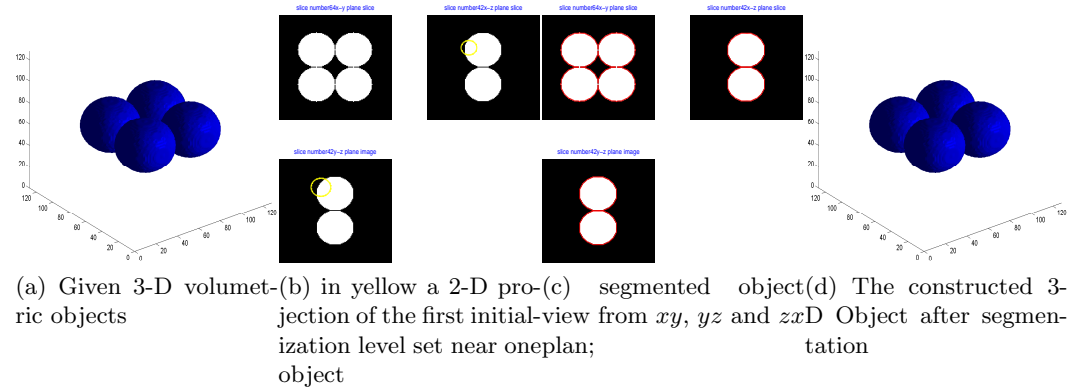 slice number64x-y plane slice
slice number42x-z plane slice
slice number64x-y plane slice
slice number42x-z plane slice
120
100
80
60
40
20
0
120
100
80
60
40
20
0
0
20
40
60
80
100
120
slice number42y-z plane image
slice number42y-z plane image
120
100
80
60
40
20
0
120
100
80
60
40
20
0
0
20
40
60
80
100
120
(a) Given 3-D volumet-
ric objects
(b) in yellow a 2-D pro-
jection of the first initial-
ization level set near one
object
(c) segmented object
view from xy, yz and zx
plan;
(d) The constructed 3-
D Object after segmen-
tation